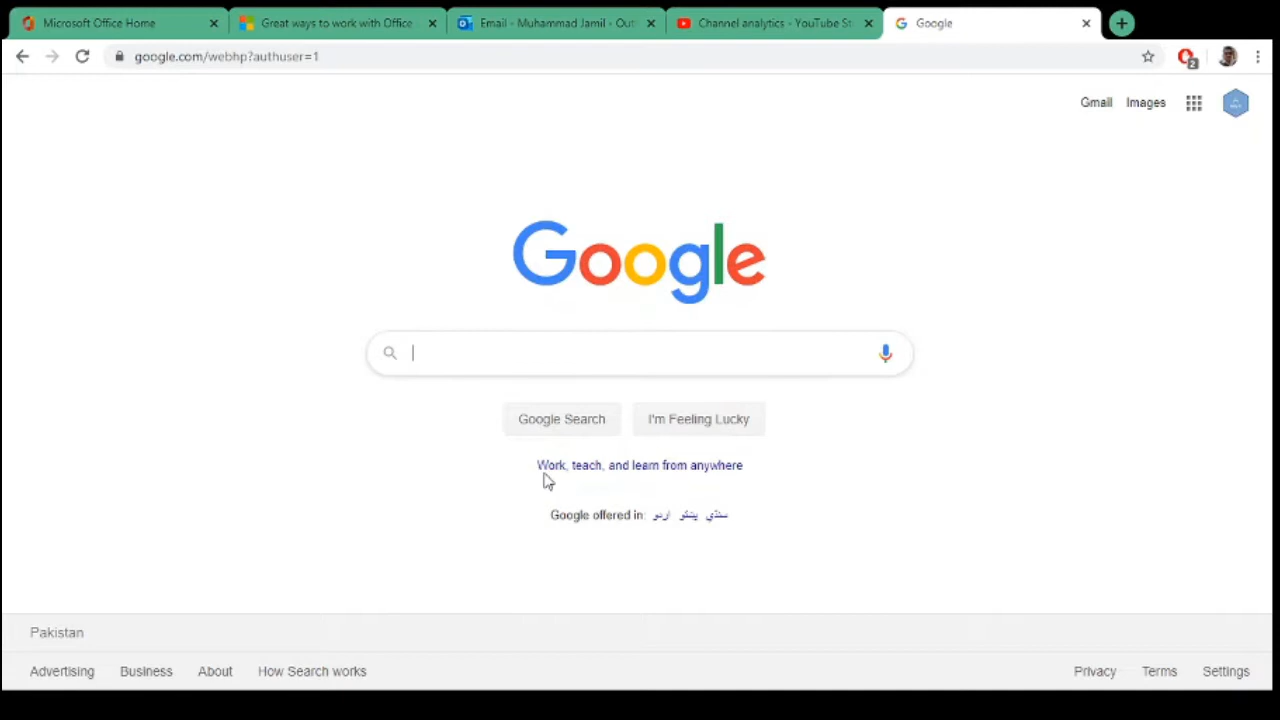 Microsoft Office Home
Great ways to work with Office
Email - Muhammad Jamil - Out
Channel analytics - YouTube St
Google
google.com/webhp?authuser=1
2
Gmail Images
Google
Google Search I'm Feeling Lucky
Work, teach, and learn from anywhere
Google offered in: اردو پښتو سنڌي
Pakistan
Advertising Business About How Search works
Privacy Terms Settings